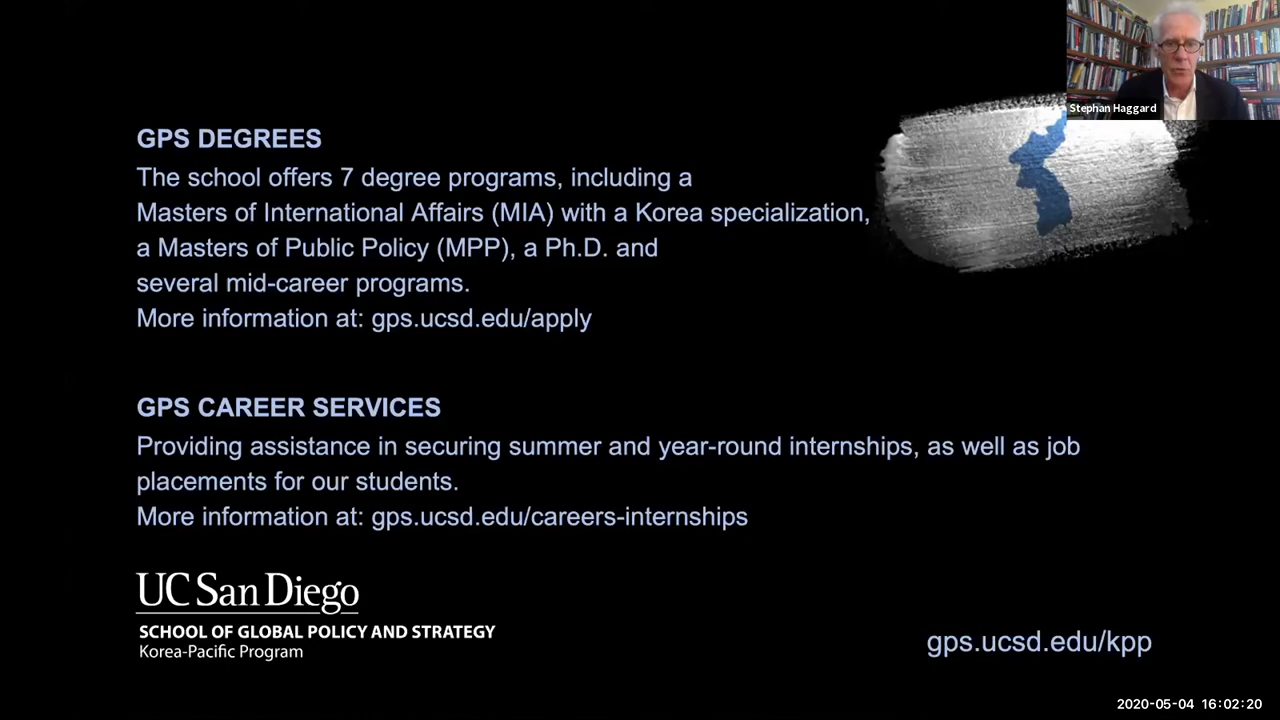 Stephan Haggard
GPS DEGREES
The school offers 7 degree programs, including a
Masters of International Affairs (MIA) with a Korea specialization,
a Masters of Public Policy (MPP), a Ph.D. and
several mid-career programs.
More information at: gps.ucsd.edu/apply
GPS CAREER SERVICES
Providing assistance in securing summer and year-round internships, as well as job
placements for our students.
More information at: gps.ucsd.edu/careers-internships
UC San Diego
SCHOOL OF GLOBAL POLICY AND STRATEGY
Korea-Pacific Program
gps.ucsd.edu/kpp
2020-05-04 16:02:20